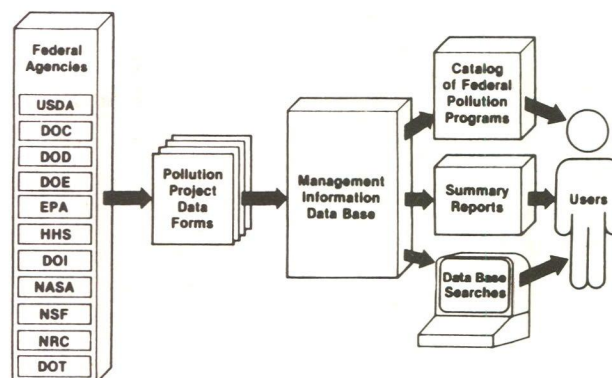 Federal
Agencies
USDA
DOC
DOD
DOE
EPA
HHS
DOI
NASA
NSF
NRC
DOT
Pollution
Project
Data
Forms
Management
Information
Data Base
Catalog
of Federal
Pollution
Programs
Summary
Reports
Data Base
Searches
Users